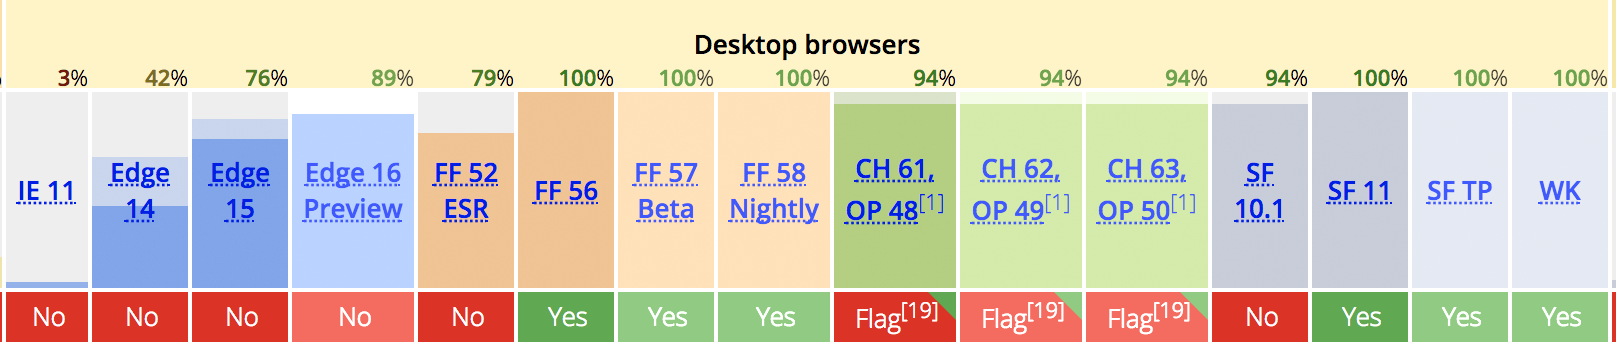 Desktop browsers
3% 42% 76% 89% 79% 100% 100% 100% 94% 94% 94% 94% 100% 100% 100%
IE 11
Edge
14
Edge
15
Edge 16
Preview
FF 52
ESR
FF 56
FF 57
Beta
FF 58
Nightly
CH 61,
OP 48[1]
CH 62,
OP 49[1]
CH 63,
OP 50[1]
SF
10.1
SF 11
SF TP
WK
No No No No No Yes Yes Yes Flag[19] Flag[19] Flag[19] No Yes Yes Yes